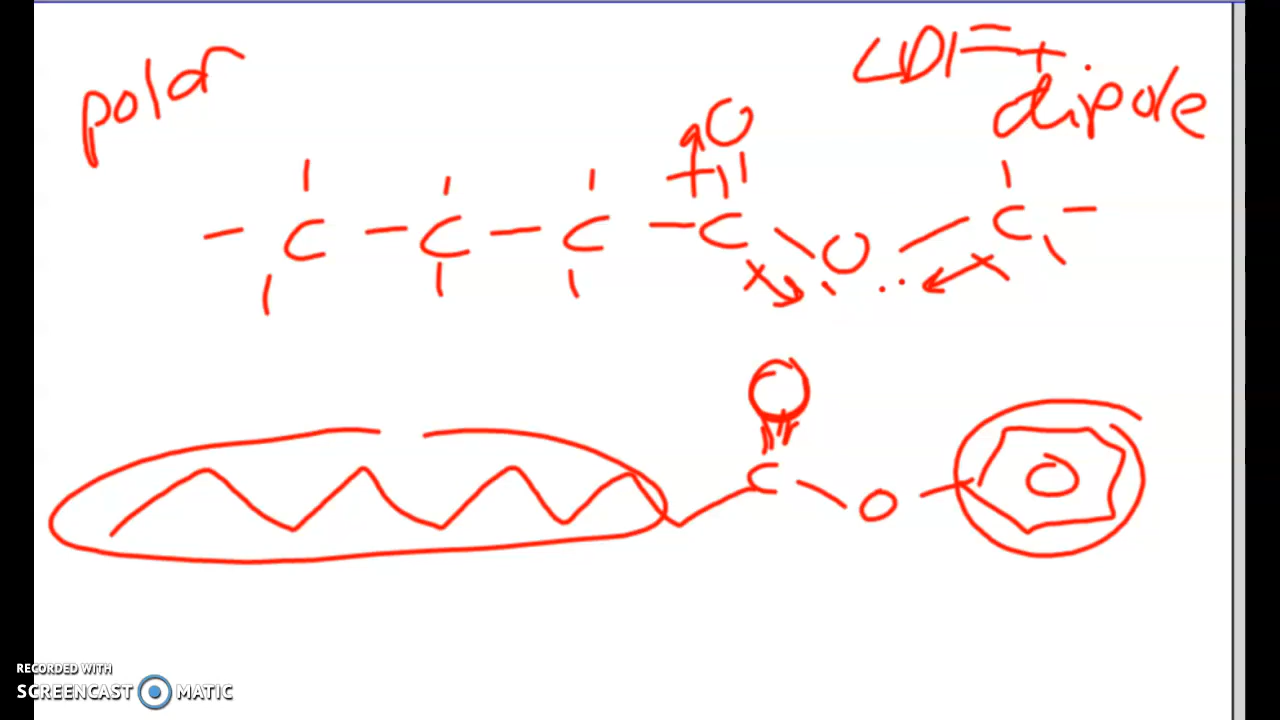 polar
LDF +
dipole
O
C - C - C - C O C
O
C O
RECORDED WITH
SCREENCAST MATIC